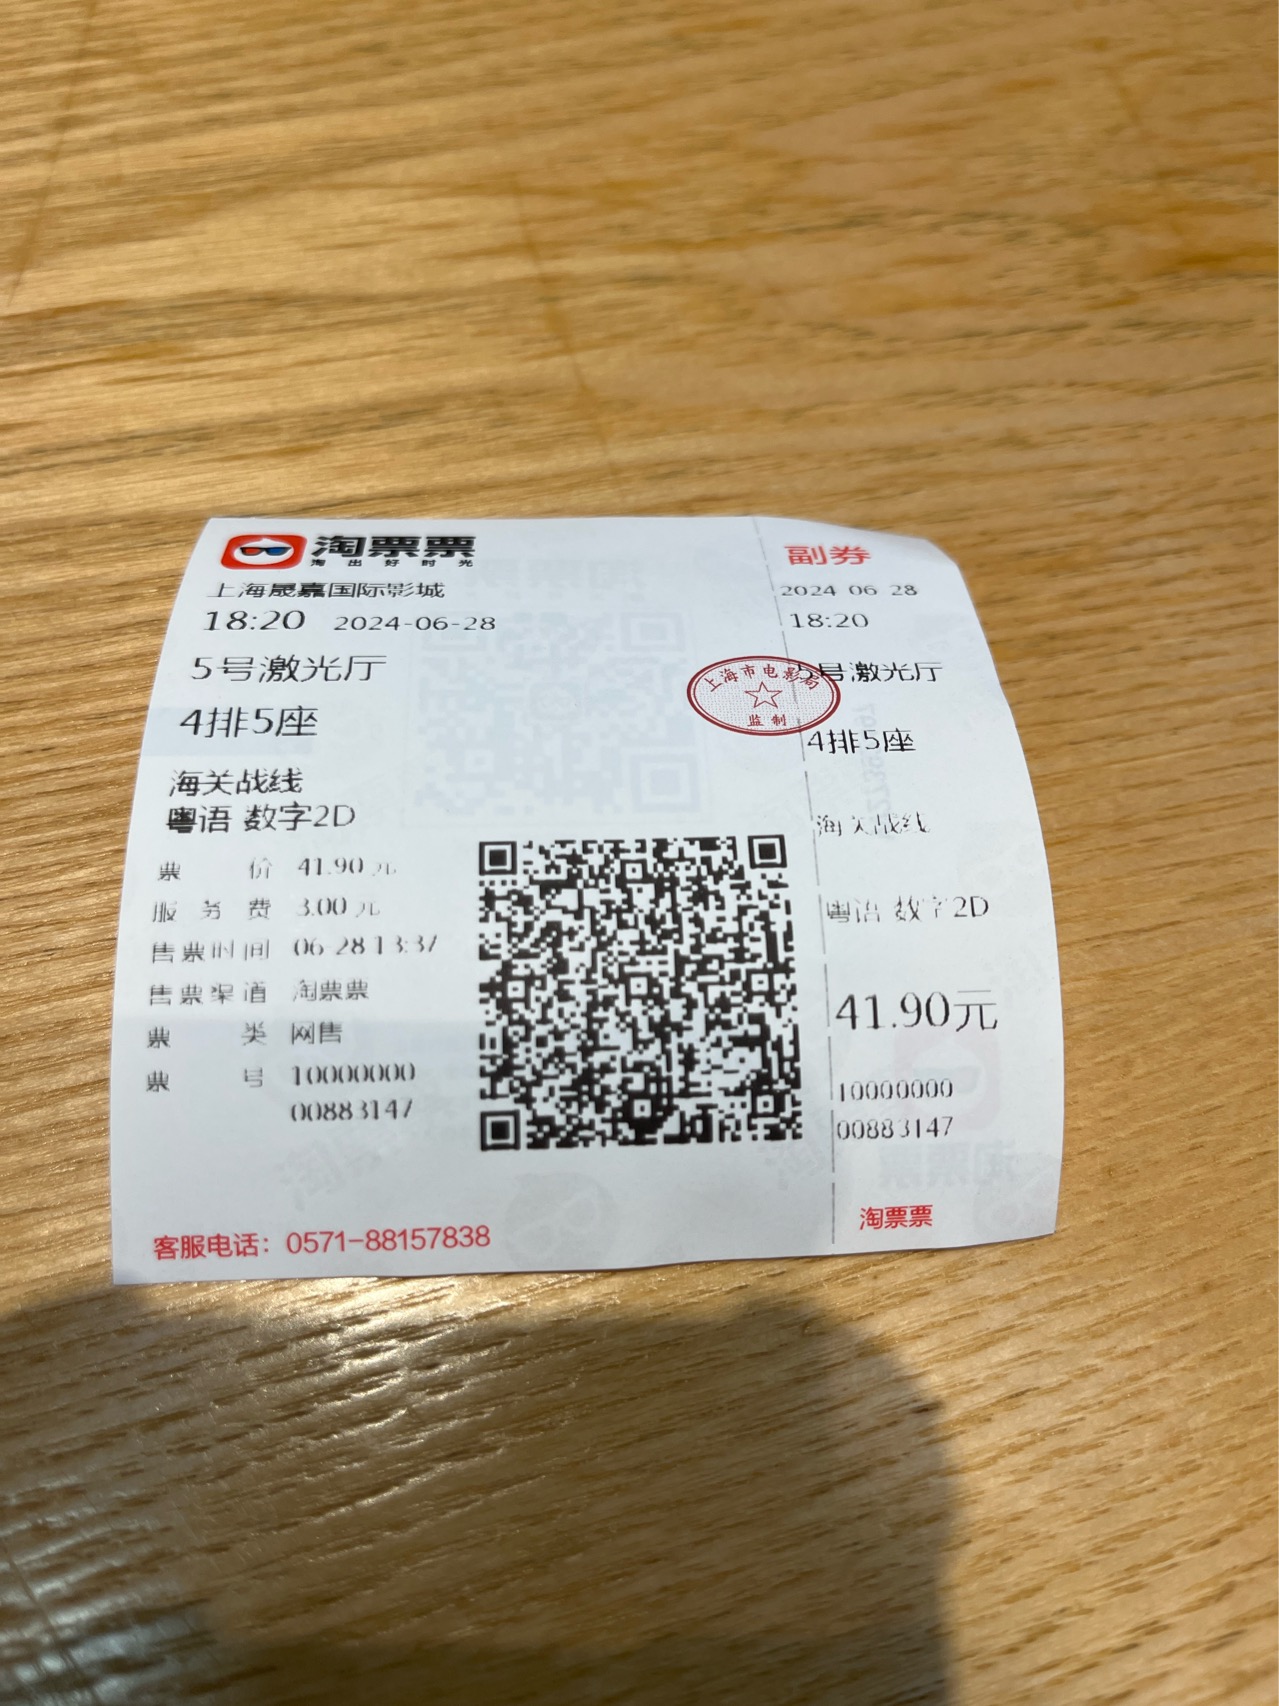 淘票票
淘出好时光
上海晟嘉国际影城
18:20 2024-06-28
5号激光厅
4排5座
海关战线
粤语 数字2D
票价 41.90元
服务费 3.00元
售票时间 06-28 13:37
售票渠道 淘票票
票类 网售
票号 10000000
00883147
客服电话：0571-88157838
副券
2024-06-28
18:20
5号激光厅
上海市电影局
监制
4排5座
海关战线
粤语 数字2D
41.90元
10000000
00883147
淘票票